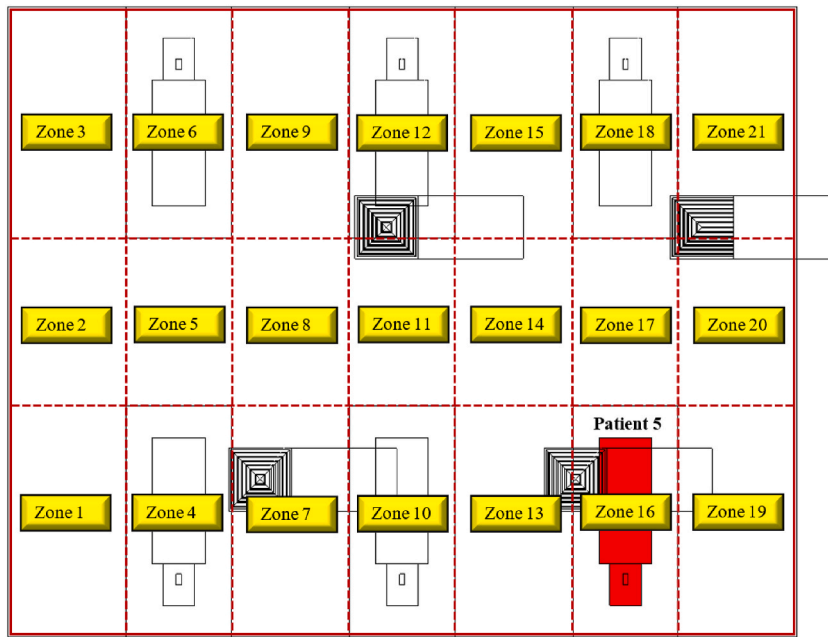 Zone 3
Zone 6
Zone 9
Zone 12
Zone 15
Zone 18
Zone 21
Zone 2
Zone 5
Zone 8
Zone 11
Zone 14
Zone 17
Zone 20
Patient 5
Zone 1
Zone 4
Zone 7
Zone 10
Zone 13
Zone 16
Zone 19